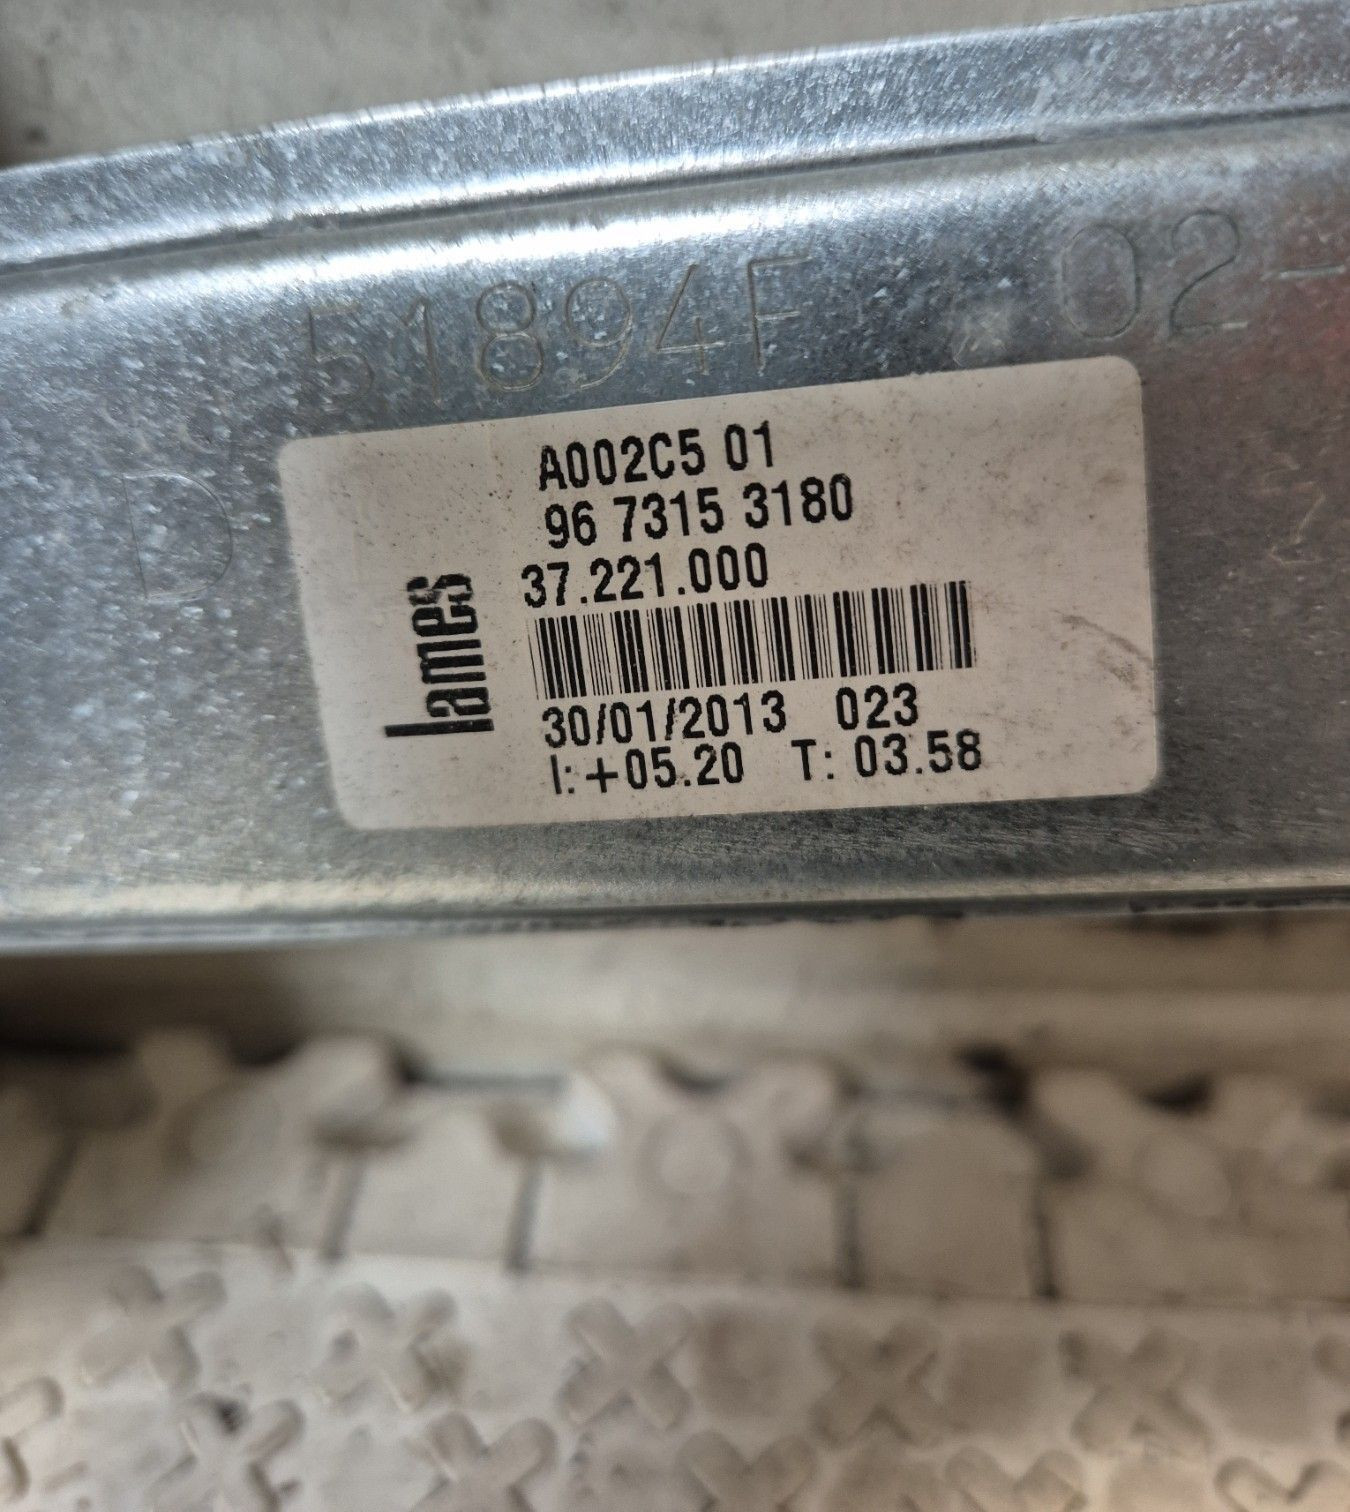 51894F 02-
D
A002C5 01
96 7315 3180
37.221.000
lames
30/01/2013 023
I: +05.20 T: 03.58